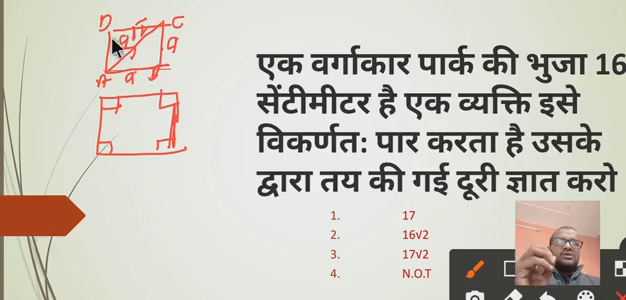 D C
a√2
a
A a B
एक वर्गाकार पार्क की भुजा 16
सेंटीमीटर है एक व्यक्ति इसे
विकर्णत: पार करता है उसके
द्वारा तय की गई दूरी ज्ञात करो
1. 17
2. 16√2
3. 17√2
4. N.O.T